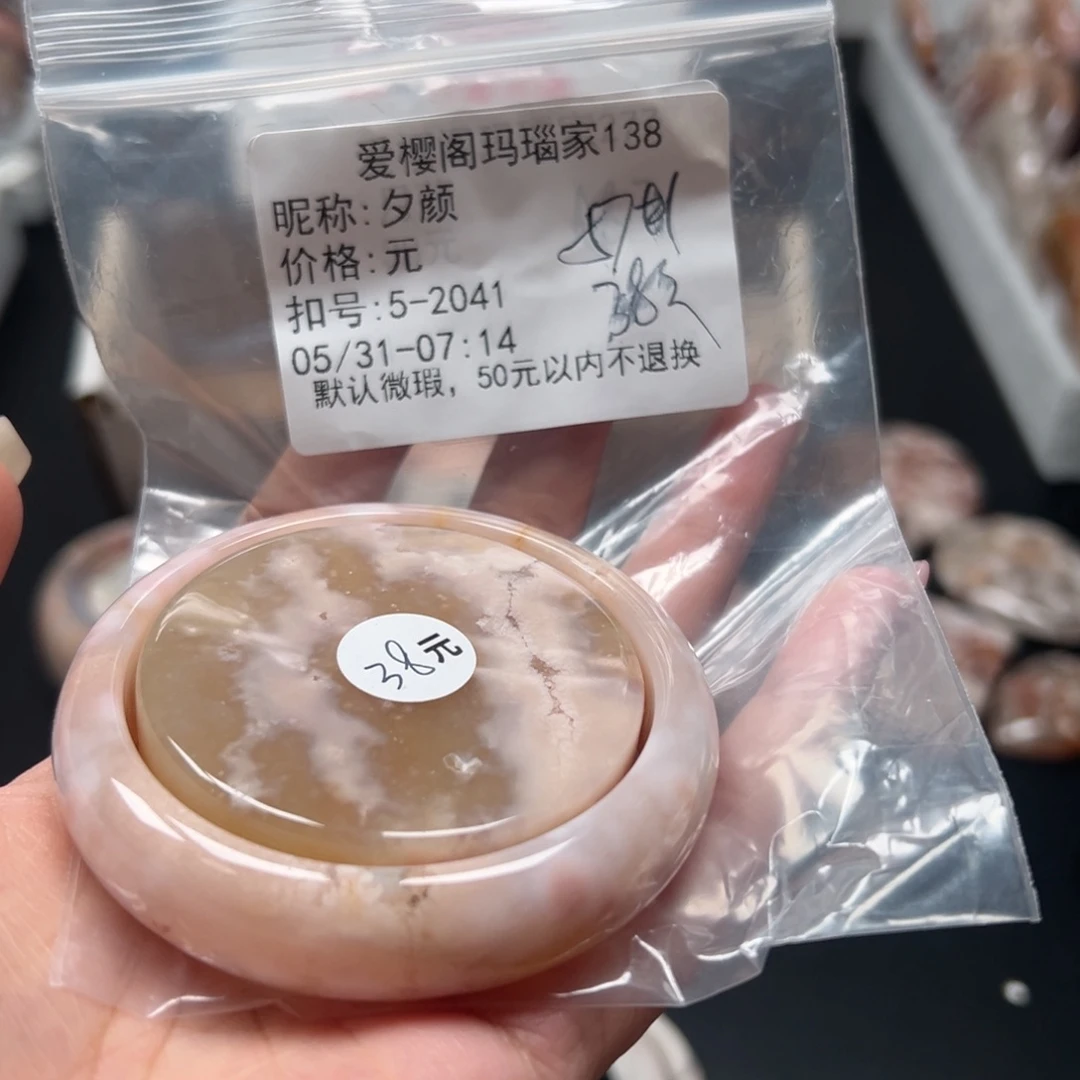 爱樱阁玛瑙家138
昵称:夕颜
价格:元
扣号:5-2041
05/31-07:14
默认微瑕，50元以内不退换
38元